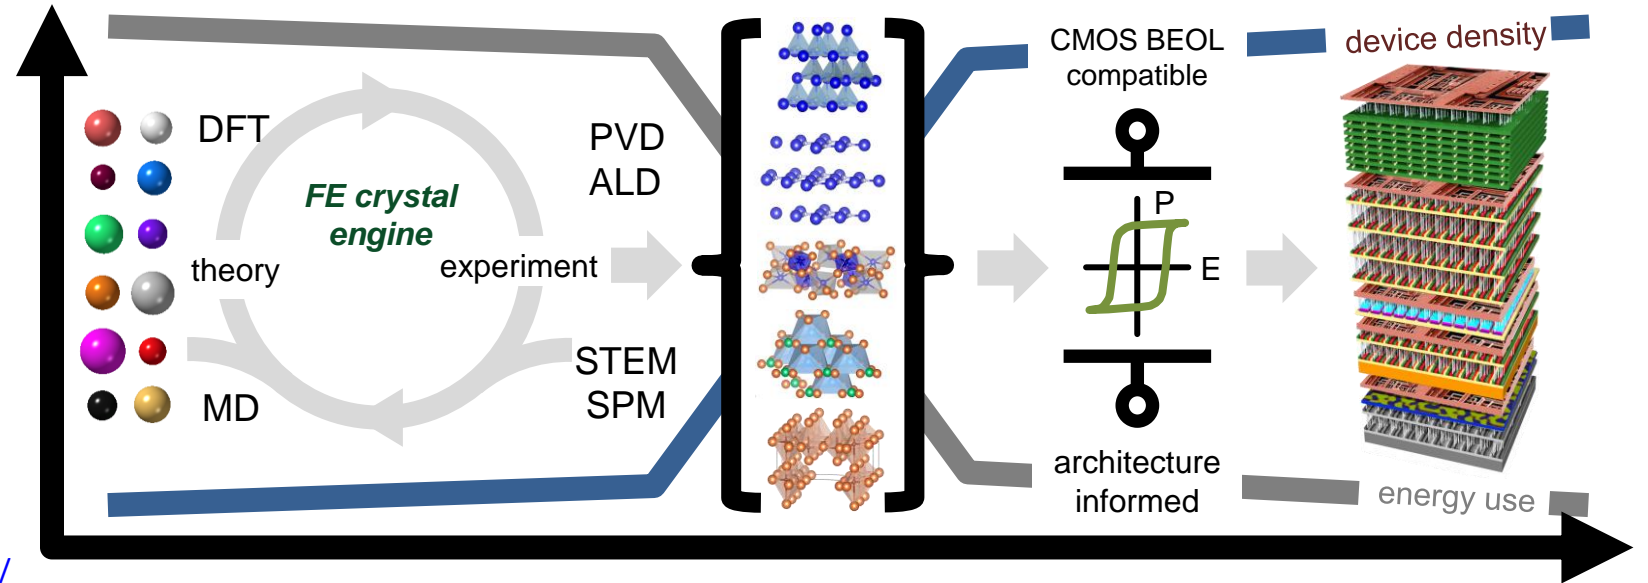 DFT
FE crystal
engine
theory
experiment
MD
PVD
ALD
STEM
SPM
CMOS BEOL
compatible
P
E
architecture
informed
device density
energy use
/